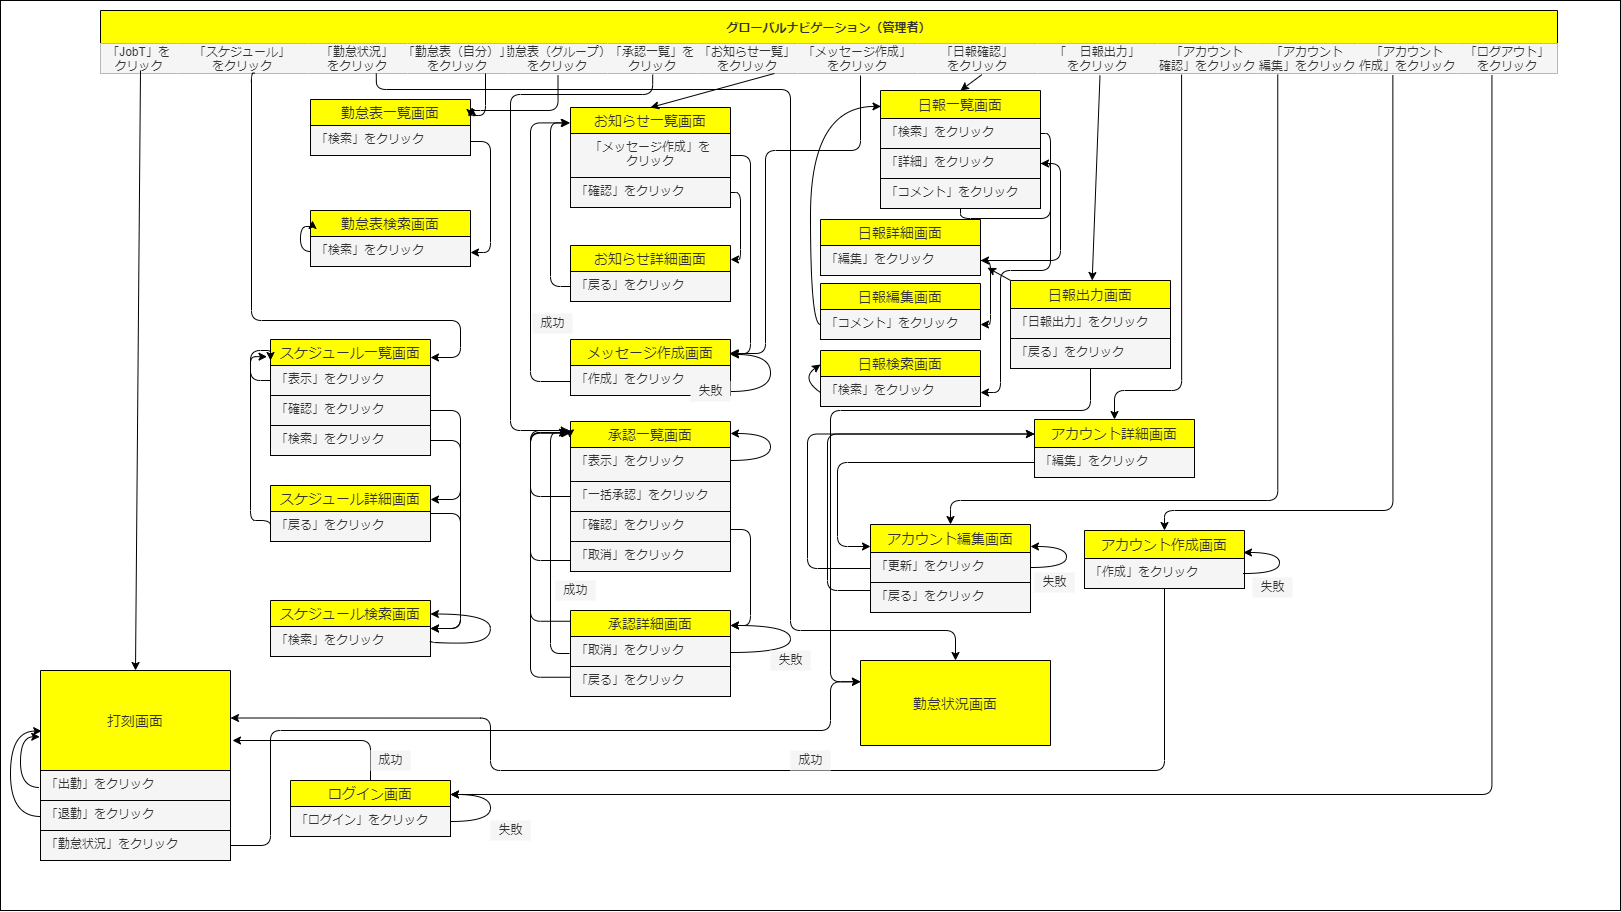 グローバルナビゲーション（管理者）
「JobT」を
クリック
「スケジュール」
をクリック
「勤怠状況」
をクリック
「勤怠表（自分）」
をクリック
勤怠表（グループ）
をクリック
「承認一覧」を
クリック
「お知らせ一覧」
をクリック
「メッセージ作成」
をクリック
「日報確認」
をクリック
「　日報出力」
をクリック
「アカウント
確認」をクリック
「アカウント
編集」をクリック
「アカウント
作成」をクリック
「ログアウト」
をクリック
勤怠表一覧画面
「検索」をクリック
勤怠表検索画面
「検索」をクリック
お知らせ一覧画面
「メッセージ作成」を
クリック
「確認」をクリック
お知らせ詳細画面
「戻る」をクリック
成功
メッセージ作成画面
「作成」をクリック
失敗
日報一覧画面
「検索」をクリック
「詳細」をクリック
「コメント」をクリック
日報詳細画面
「編集」をクリック
日報編集画面
「コメント」をクリック
日報検索画面
「検索」をクリック
日報出力画面
「日報出力」をクリック
「戻る」をクリック
スケジュール一覧画面
「表示」をクリック
「確認」をクリック
「検索」をクリック
スケジュール詳細画面
「戻る」をクリック
スケジュール検索画面
「検索」をクリック
承認一覧画面
「表示」をクリック
「一括承認」をクリック
「確認」をクリック
「取消」をクリック
成功
承認詳細画面
「取消」をクリック
「戻る」をクリック
失敗
アカウント詳細画面
「編集」をクリック
アカウント編集画面
「更新」をクリック
「戻る」をクリック
失敗
アカウント作成画面
「作成」をクリック
失敗
打刻画面
「出勤」をクリック
「退勤」をクリック
「勤怠状況」をクリック
勤怠状況画面
成功
成功
ログイン画面
「ログイン」をクリック
失敗